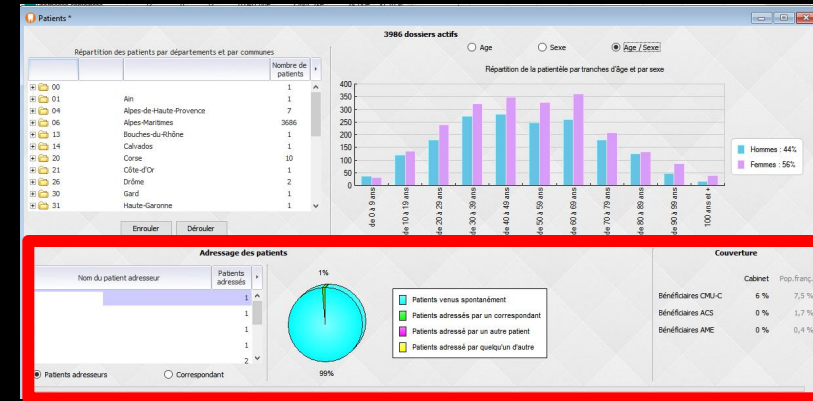 Patients *
3986 dossiers actifs
Répartition des patients par départements et par communes
Age Sexe Age / Sexe
Nombre de patients
00 1
01 Ain 1
04 Alpes-de-Haute-Provence 7
06 Alpes-Maritimes 3686
13 Bouches-du-Rhône 1
14 Calvados 1
20 Corse 10
21 Côte-d'Or 1
26 Drôme 2
30 Gard 1
31 Haute-Garonne 1
Enrouler Dérouler
Répartition de la patientèle par tranches d'âge et par sexe
400
350
300
250
200
150
100
50
0
de 0 à 9 ans
de 10 à 19 ans
de 20 à 29 ans
de 30 à 39 ans
de 40 à 49 ans
de 50 à 59 ans
de 60 à 69 ans
de 70 à 79 ans
de 80 à 89 ans
de 90 à 99 ans
100 ans et +
Hommes : 44%
Femmes : 56%
Adressage des patients
Nom du patient adresseur
Patients adressés
1
1
1
1
2
Patients adresseurs Correspondant
1%
99%
Patients venus spontanément
Patients adressés par un correspondant
Patients adressé par un autre patient
Patients adressé par quelqu'un d'autre
Couverture
Cabinet Pop.franç.
Bénéficiaires CMU-C 6 % 7,5 %
Bénéficiaires ACS 0 % 1,7 %
Bénéficiaires AME 0 % 0,4 %